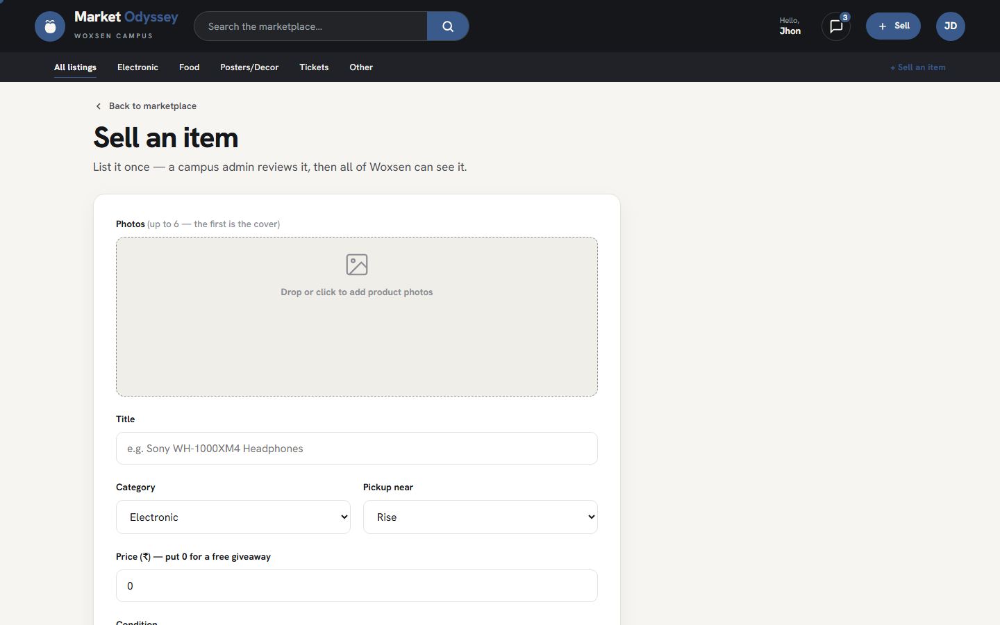 Market Odyssey
WOXSEN CAMPUS
Search the marketplace...
Hello,
Jhon
3
+ Sell
JD
All listings
Electronic
Food
Posters/Decor
Tickets
Other
+ Sell an item
Back to marketplace
Sell an item
List it once — a campus admin reviews it, then all of Woxsen can see it.
Photos (up to 6 — the first is the cover)
Drop or click to add product photos
Title
e.g. Sony WH-1000XM4 Headphones
Category
Pickup near
Electronic
Rise
Price (₹) — put 0 for a free giveaway
0
Condition